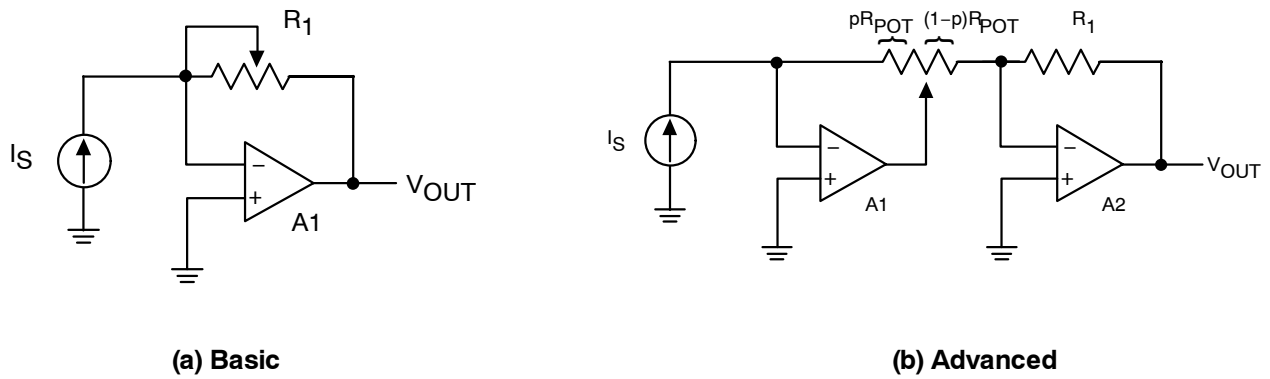 R1
IS
−
+
A1
VOUT
(a) Basic
pRPOT (1−p)RPOT R1
IS
−
+
A1
−
+
A2
VOUT
(b) Advanced